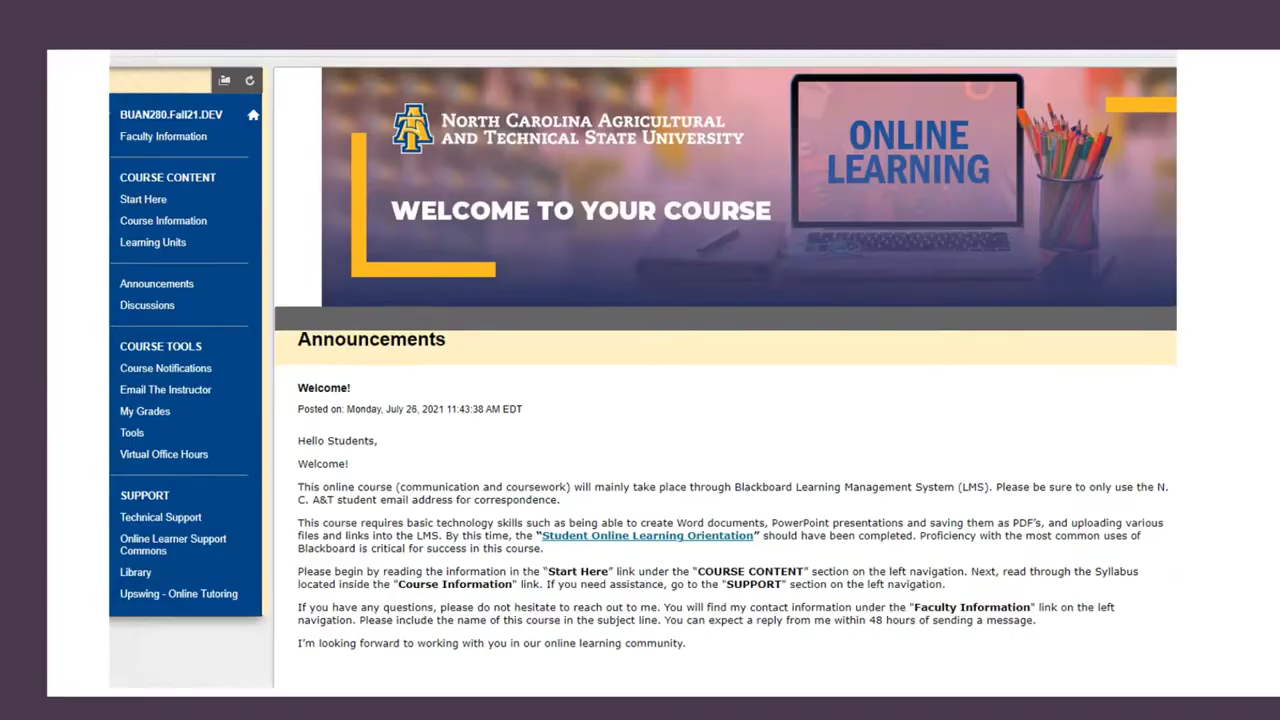 BUAN280.Fall21.DEV
Faculty Information
COURSE CONTENT
Start Here
Course Information
Learning Units
Announcements
Discussions
COURSE TOOLS
Course Notifications
Email The Instructor
My Grades
Tools
Virtual Office Hours
SUPPORT
Technical Support
Online Learner Support
Commons
Library
Upswing - Online Tutoring
NORTH CAROLINA AGRICULTURAL
AND TECHNICAL STATE UNIVERSITY
WELCOME TO YOUR COURSE
ONLINE
LEARNING
Announcements
Welcome!
Posted on: Monday, July 26, 2021 11:43:38 AM EDT
Hello Students,
Welcome!
This online course (communication and coursework) will mainly take place through Blackboard Learning Management System (LMS). Please be sure to only use the N.
C. A&T student email address for correspondence.
This course requires basic technology skills such as being able to create Word documents, PowerPoint presentations and saving them as PDF's, and uploading various
files and links into the LMS. By this time, the "Student Online Learning Orientation" should have been completed. Proficiency with the most common uses of
Blackboard is critical for success in this course.
Please begin by reading the information in the "Start Here" link under the "COURSE CONTENT" section on the left navigation. Next, read through the Syllabus
located inside the "Course Information" link. If you need assistance, go to the "SUPPORT" section on the left navigation.
If you have any questions, please do not hesitate to reach out to me. You will find my contact information under the "Faculty Information" link on the left
navigation. Please include the name of this course in the subject line. You can expect a reply from me within 48 hours of sending a message.
I'm looking forward to working with you in our online learning community.